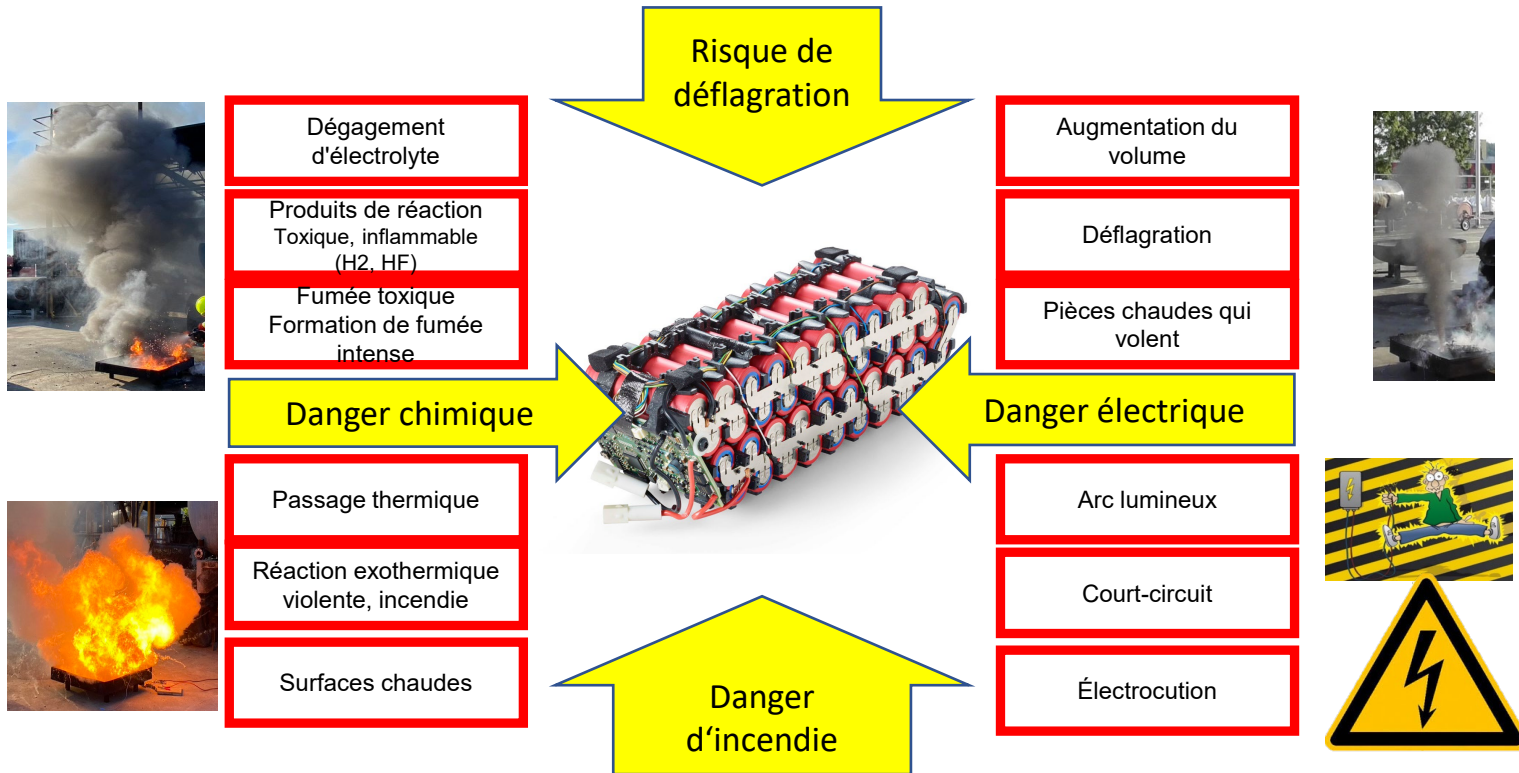 Risque de
déflagration
Dégagement
d'électrolyte
Produits de réaction
Toxique, inflammable
(H2, HF)
Fumée toxique
Formation de fumée
intense
Augmentation du
volume
Déflagration
Pièces chaudes qui
volent
Danger chimique
Danger électrique
Passage thermique
Réaction exothermique
violente, incendie
Surfaces chaudes
Arc lumineux
Court-circuit
Électrocution
Danger
d‘incendie